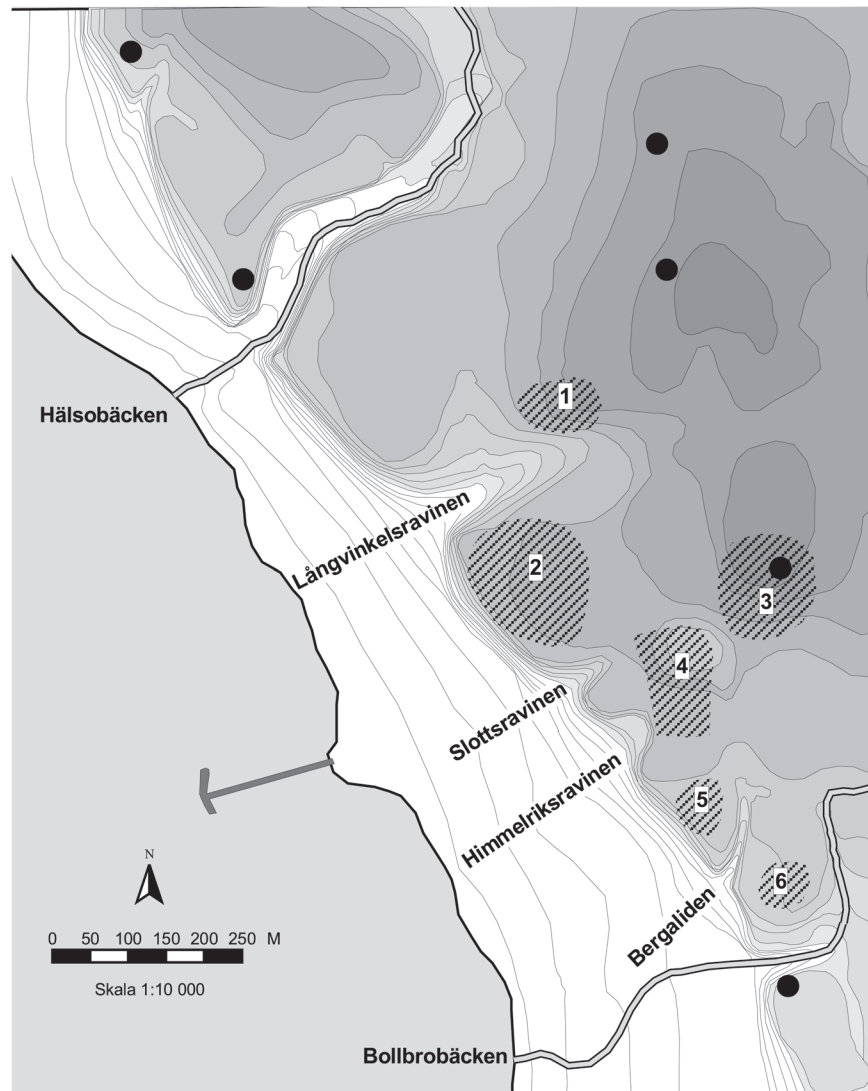 1
Hälsobäcken
Långvinkelsravinen
2
3
4
Slottsravinen
5
Himmelriksravinen
6
N
Bergaliden
0 50 100 150 200 250 M
Skala 1:10 000
Bollbrobäcken